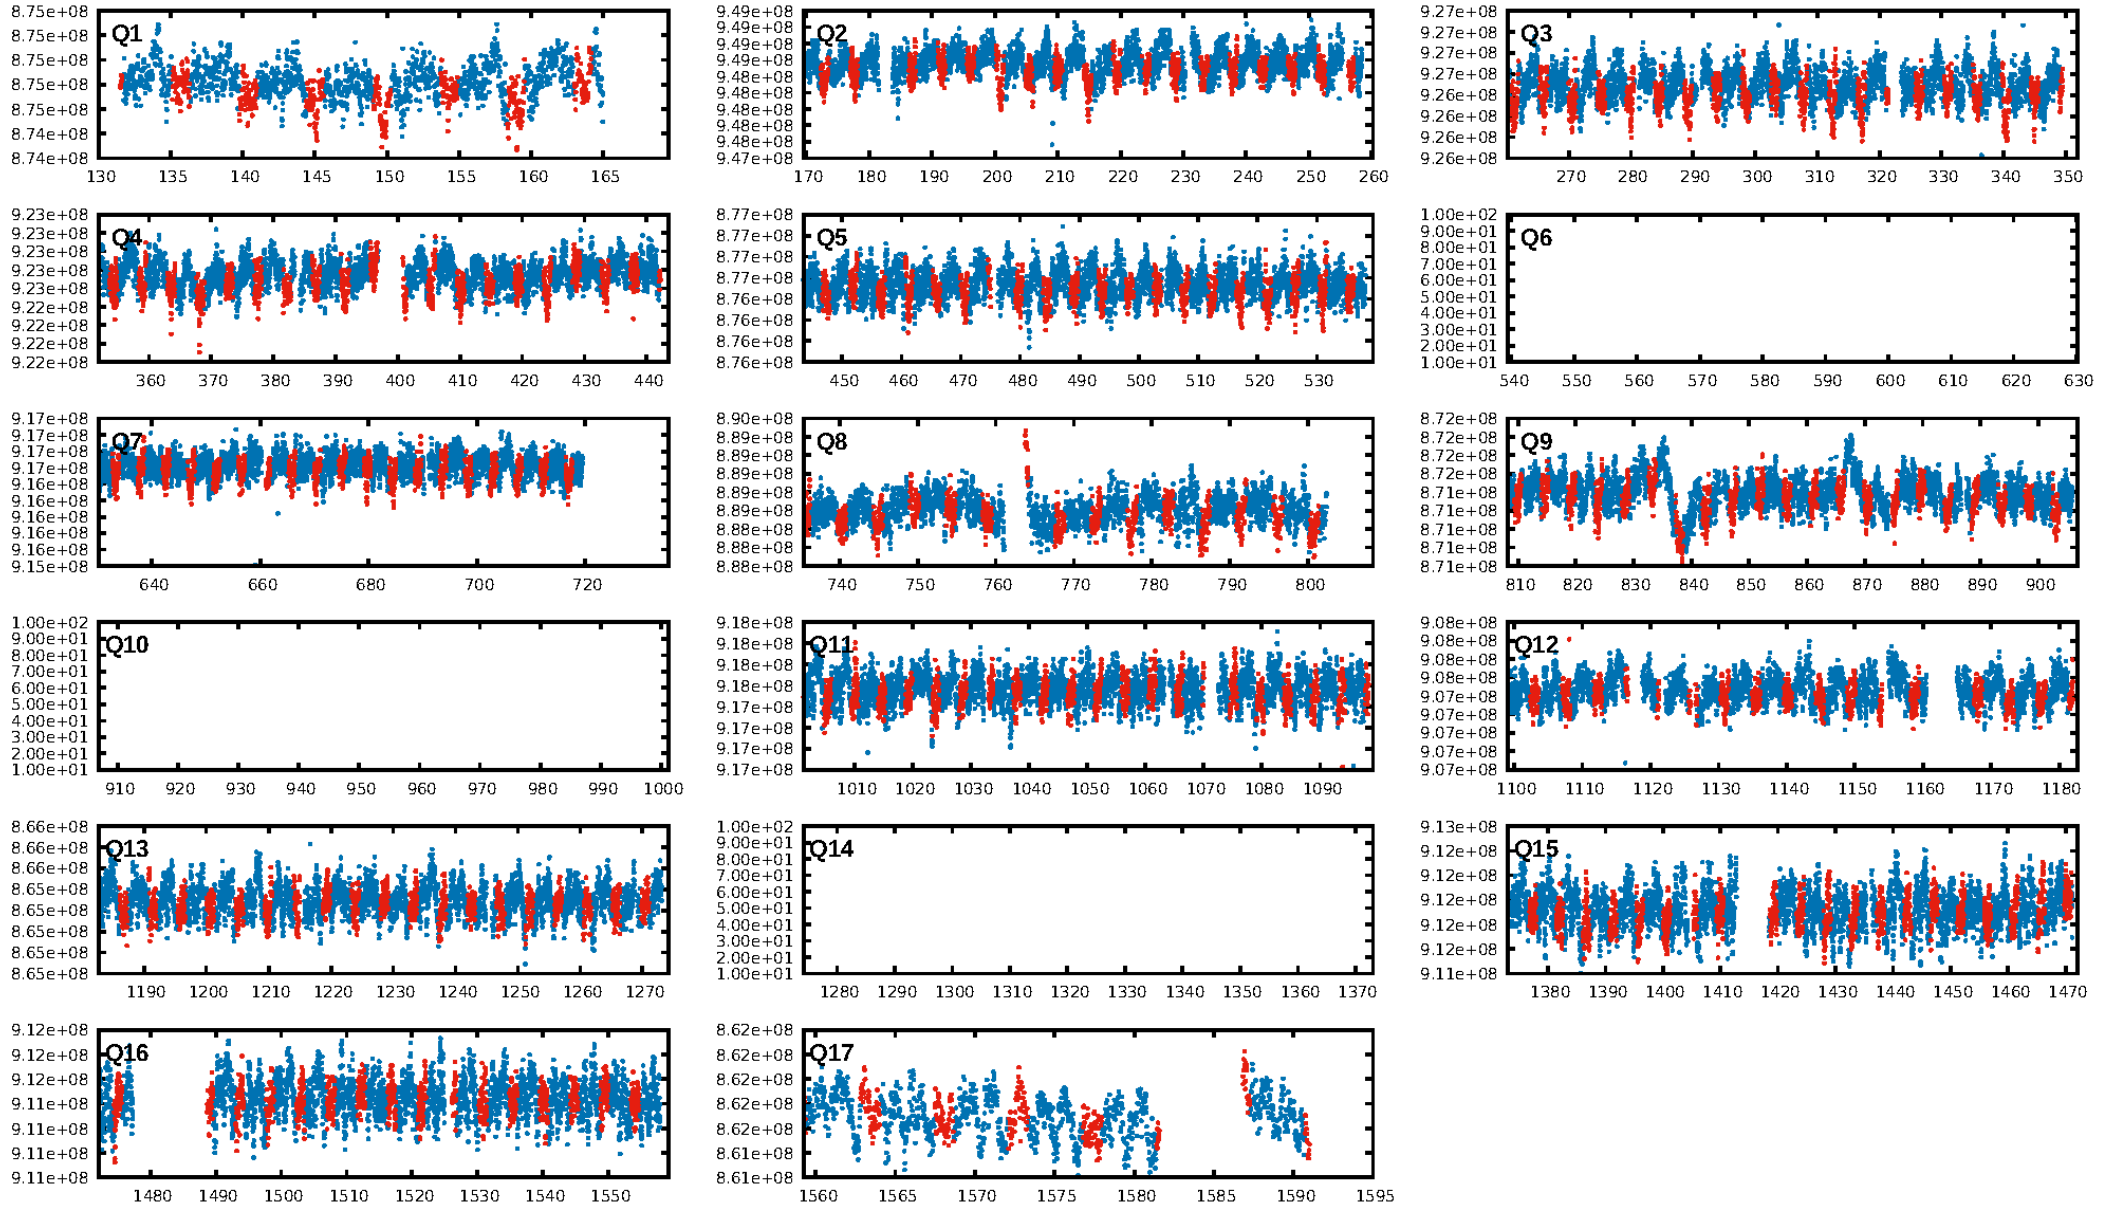 8.75e+08
8.75e+08
8.75e+08
8.75e+08
8.75e+08
8.74e+08
8.74e+08
Q1
130 135 140 145 150 155 160 165
9.49e+08
9.49e+08
9.49e+08
9.49e+08
9.48e+08
9.48e+08
9.48e+08
9.48e+08
9.48e+08
9.47e+08
Q2
170 180 190 200 210 220 230 240 250 260
9.27e+08
9.27e+08
9.27e+08
9.27e+08
9.26e+08
9.26e+08
9.26e+08
9.26e+08
Q3
270 280 290 300 310 320 330 340 350
9.23e+08
9.23e+08
9.23e+08
9.23e+08
9.23e+08
9.22e+08
9.22e+08
9.22e+08
9.22e+08
Q4
360 370 380 390 400 410 420 430 440
8.77e+08
8.77e+08
8.77e+08
8.77e+08
8.76e+08
8.76e+08
8.76e+08
8.76e+08
Q5
450 460 470 480 490 500 510 520 530
1.00e+02
9.00e+01
8.00e+01
7.00e+01
6.00e+01
5.00e+01
4.00e+01
3.00e+01
2.00e+01
1.00e+01
Q6
540 550 560 570 580 590 600 610 620 630
9.17e+08
9.17e+08
9.17e+08
9.17e+08
9.16e+08
9.16e+08
9.16e+08
9.16e+08
9.16e+08
9.15e+08
Q7
640 660 680 700 720
8.90e+08
8.89e+08
8.89e+08
8.89e+08
8.89e+08
8.89e+08
8.88e+08
8.88e+08
8.88e+08
Q8
740 750 760 770 780 790 800
8.72e+08
8.72e+08
8.72e+08
8.72e+08
8.71e+08
8.71e+08
8.71e+08
8.71e+08
8.71e+08
Q9
810 820 830 840 850 860 870 880 890 900
1.00e+02
9.00e+01
8.00e+01
7.00e+01
6.00e+01
5.00e+01
4.00e+01
3.00e+01
2.00e+01
1.00e+01
Q10
910 920 930 940 950 960 970 980 990 1000
9.18e+08
9.18e+08
9.18e+08
9.18e+08
9.17e+08
9.17e+08
9.17e+08
9.17e+08
Q11
1010 1020 1030 1040 1050 1060 1070 1080 1090
9.08e+08
9.08e+08
9.08e+08
9.08e+08
9.07e+08
9.07e+08
9.07e+08
9.07e+08
9.07e+08
Q12
1100 1110 1120 1130 1140 1150 1160 1170 1180
8.66e+08
8.66e+08
8.66e+08
8.65e+08
8.65e+08
8.65e+08
8.65e+08
8.65e+08
Q13
1190 1200 1210 1220 1230 1240 1250 1260 1270
1.00e+02
9.00e+01
8.00e+01
7.00e+01
6.00e+01
5.00e+01
4.00e+01
3.00e+01
2.00e+01
1.00e+01
Q14
1280 1290 1300 1310 1320 1330 1340 1350 1360 1370
9.13e+08
9.12e+08
9.12e+08
9.12e+08
9.12e+08
9.12e+08
9.11e+08
Q15
1380 1390 1400 1410 1420 1430 1440 1450 1460 1470
9.12e+08
9.12e+08
9.12e+08
9.11e+08
9.11e+08
9.11e+08
9.11e+08
Q16
1480 1490 1500 1510 1520 1530 1540 1550
8.62e+08
8.62e+08
8.62e+08
8.62e+08
8.62e+08
8.61e+08
8.61e+08
Q17
1560 1565 1570 1575 1580 1585 1590 1595